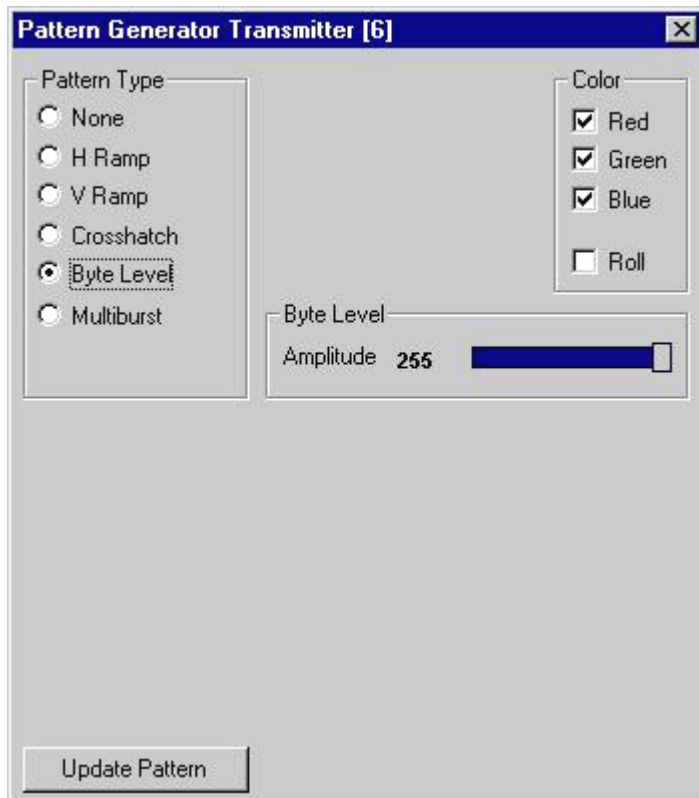 Pattern Generator Transmitter [6]
Pattern Type
None
H Ramp
V Ramp
Crosshatch
Byte Level
Multiburst
Color
Red
Green
Blue
Roll
Byte Level
Amplitude 255
Update Pattern